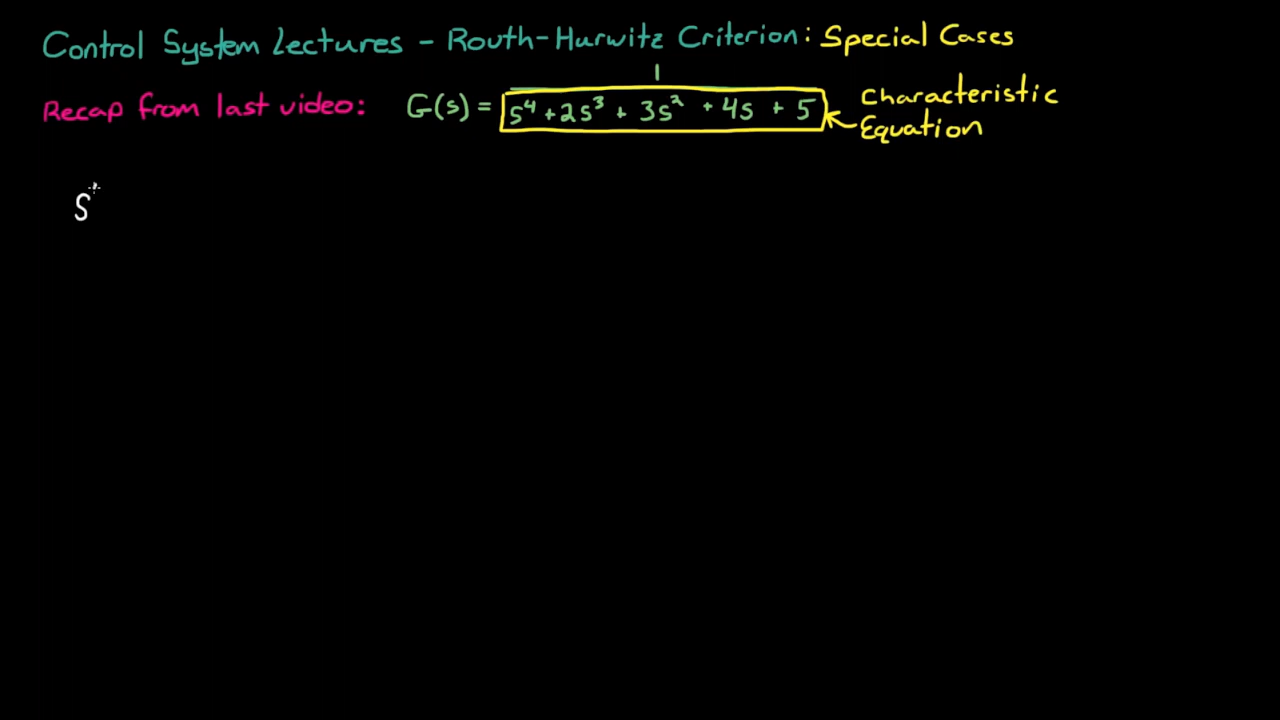 Control System Lectures - Routh-Hurwitz Criterion: Special Cases
Recap from last video: G(s) = 1 / s⁴ + 2s³ + 3s² + 4s + 5
Characteristic
Equation
S